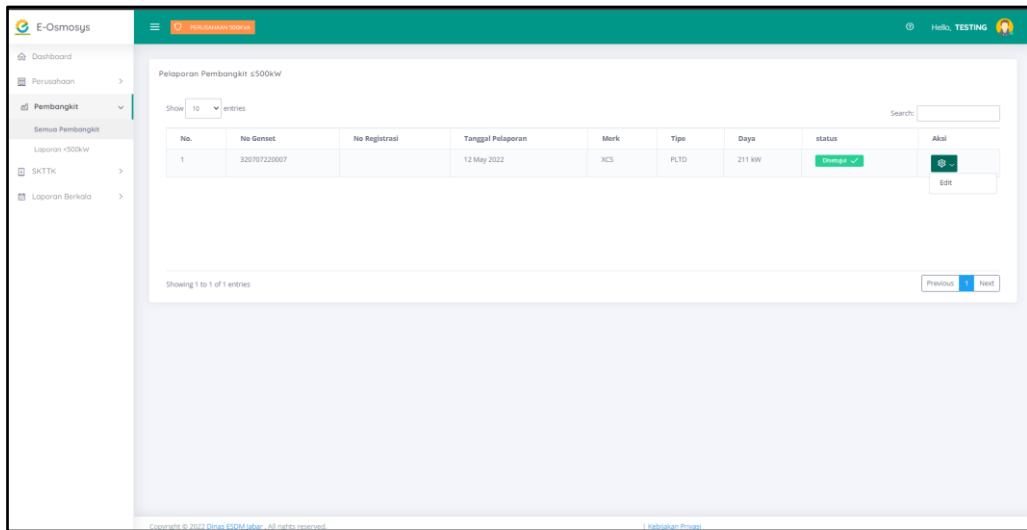 E-Osmosys
PERUSAHAAN 500KVA
Hello, TESTING
Dashboard
Perusahaan
Pembangkit
Semua Pembangkit
Laporan <500kW
SKTTK
Laporan Berkala
Pelaporan Pembangkit ≤500kW
Show 10 entries
Search:
No. No Genset No Registrasi Tanggal Pelaporan Merk Tipe Daya status Aksi
1 320707220007 12 May 2022 XCS PLTD 211 kW Disetujui
Edit
Showing 1 to 1 of 1 entries
Previous 1 Next
Copyright © 2022 Dinas ESDM Jabar . All rights reserved. | Kebijakan Privasi